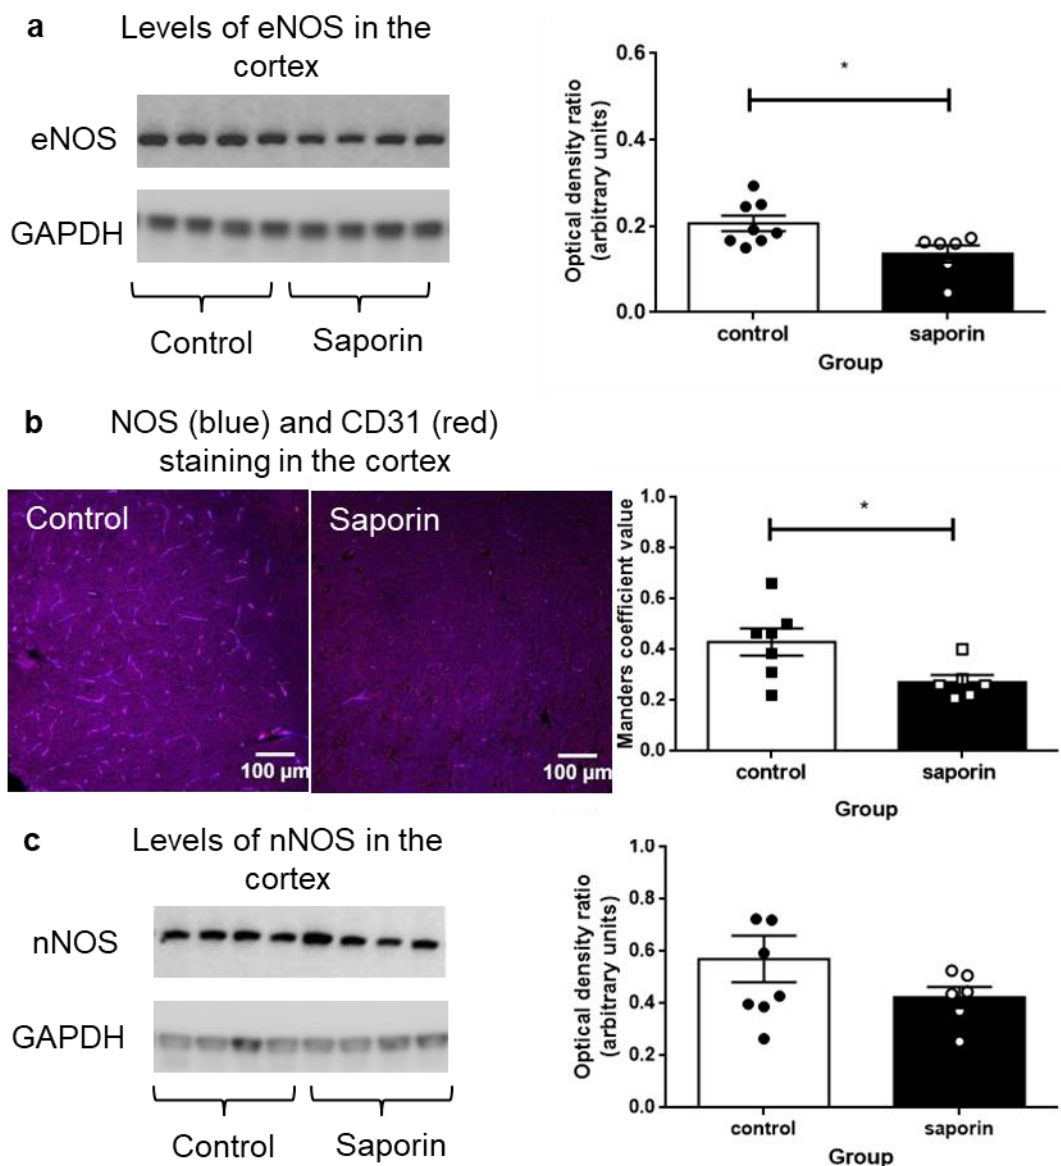 a
Levels of eNOS in the
cortex
eNOS
GAPDH
Control
Saporin
Optical density ratio
(arbitrary units)
0.6
0.4
0.2
0.0
*
control
saporin
Group
b
NOS (blue) and CD31 (red)
staining in the cortex
Control
100 µm
Saporin
100 µm
Manders coefficient value
1.0
0.8
0.6
0.4
0.2
0.0
*
control
saporin
Group
c
Levels of nNOS in the
cortex
nNOS
GAPDH
Control
Saporin
Optical density ratio
(arbitrary units)
1.0
0.8
0.6
0.4
0.2
0.0
control
saporin
Group